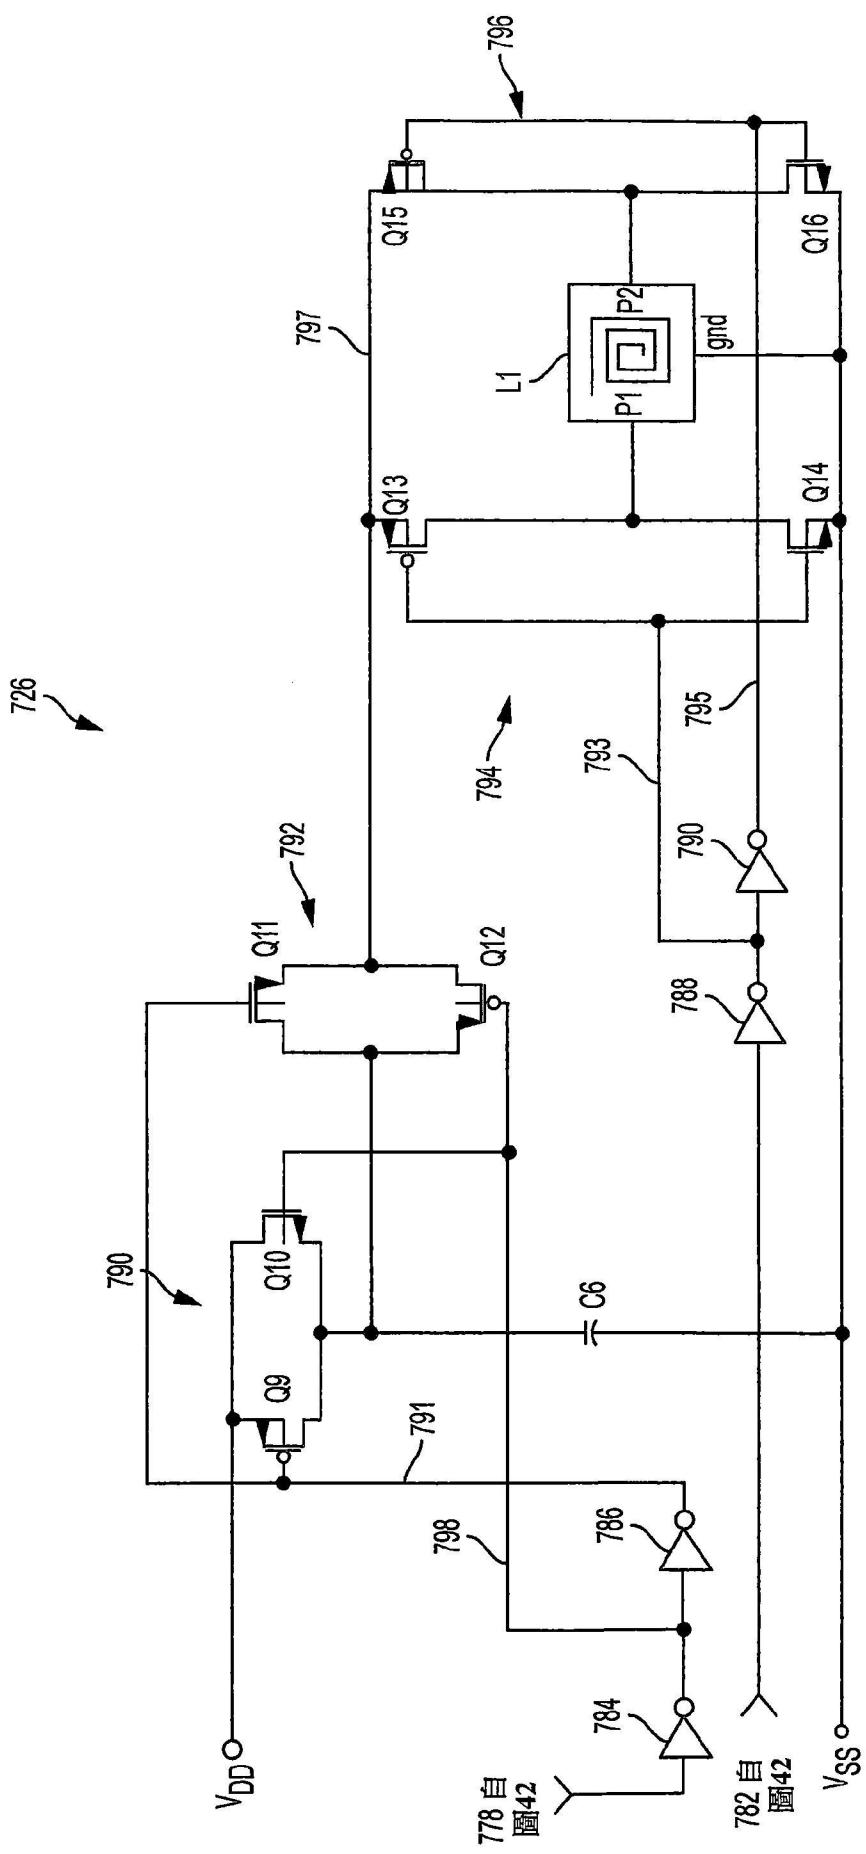 726
796
797
Q15
Q16
P2
gnd
L1
P1
Q13
Q14
794
793
795
792
Q11
Q12
790
788
790
Q10
Q9
C6
791
798
786
784
VDD
778 自
圖42
782 自
圖42
VSS